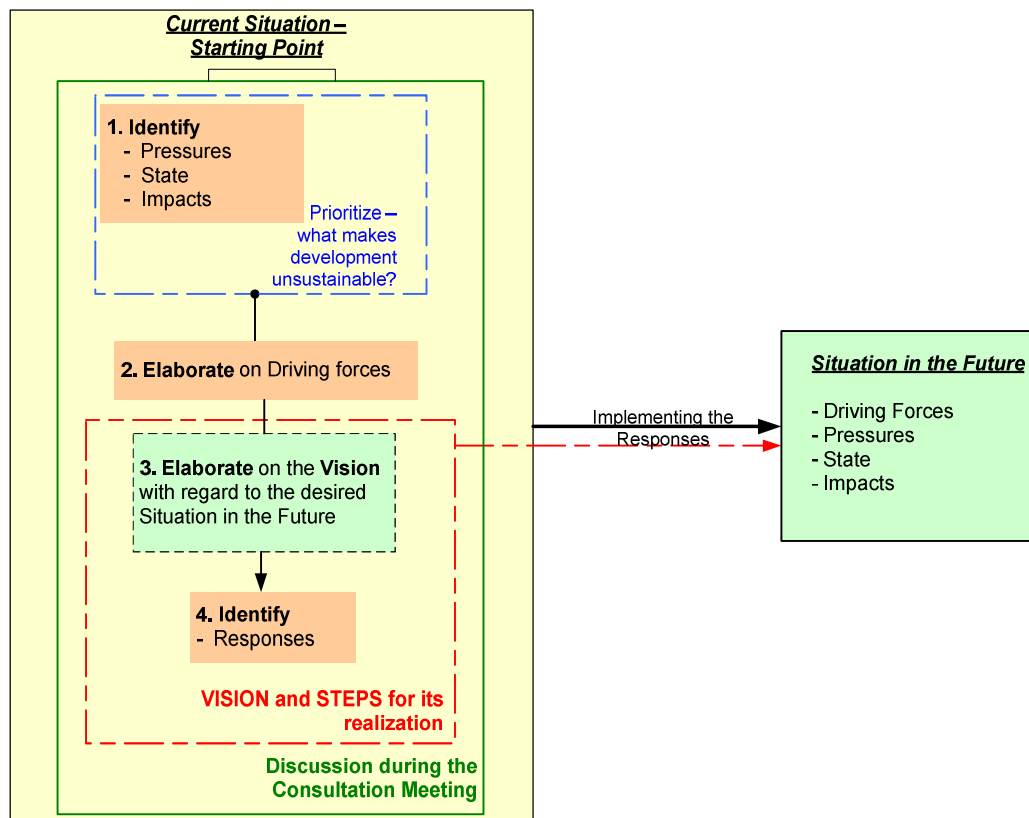 Current Situation –
Starting Point
1. Identify
- Pressures
- State
- Impacts
Prioritize –
what makes
development
unsustainable?
2. Elaborate on Driving forces
3. Elaborate on the Vision
with regard to the desired
Situation in the Future
4. Identify
- Responses
VISION and STEPS for its
realization
Discussion during the
Consultation Meeting
Implementing the
Responses
Situation in the Future
- Driving Forces
- Pressures
- State
- Impacts